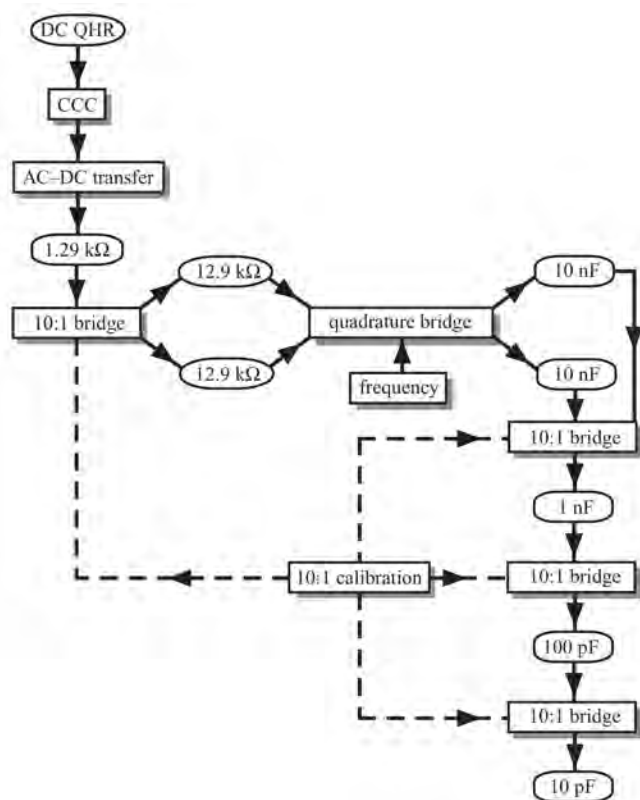 DC QHR
CCC
AC–DC transfer
1.29 kΩ
10:1 bridge
12.9 kΩ
12.9 kΩ
quadrature bridge
frequency
10 nF
10 nF
10:1 bridge
1 nF
10:1 calibration
10:1 bridge
100 pF
10:1 bridge
10 pF